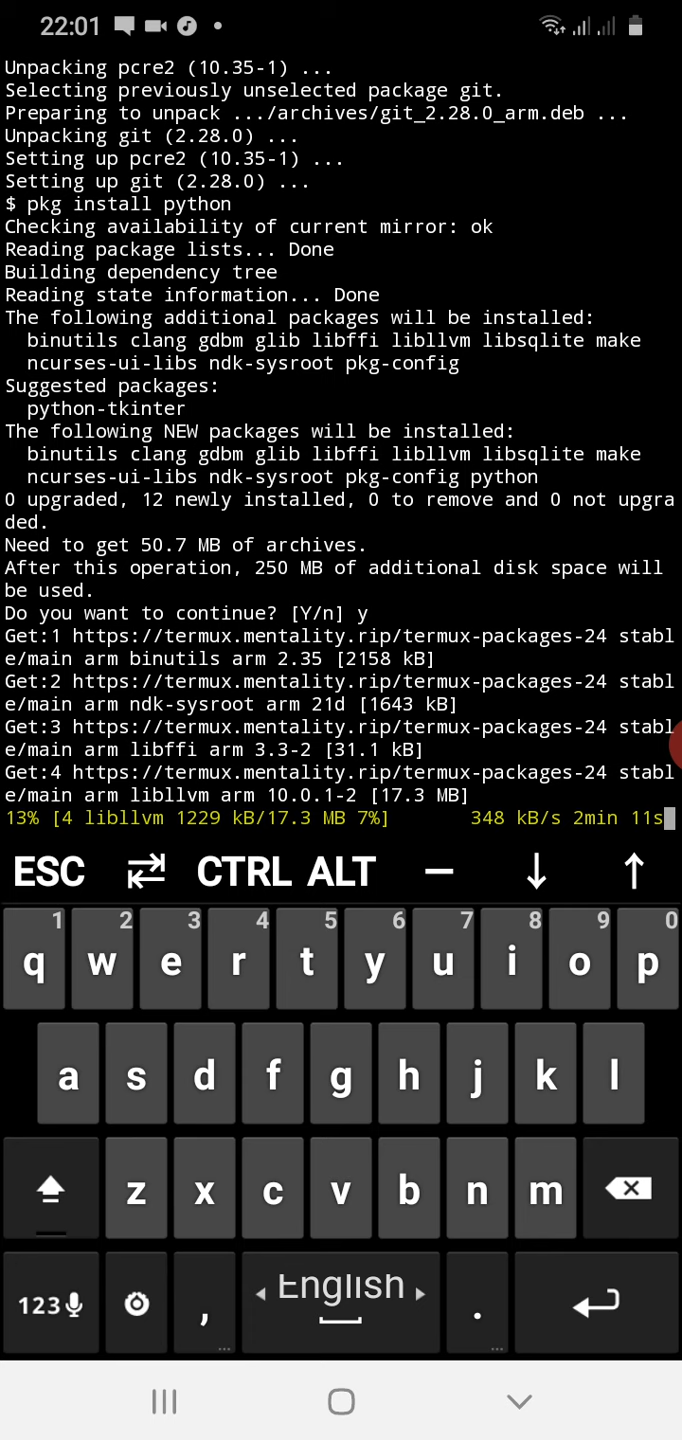 22:01
Unpacking pcre2 (10.35-1) ...
Selecting previously unselected package git.
Preparing to unpack .../archives/git_2.28.0_arm.deb ...
Unpacking git (2.28.0) ...
Setting up pcre2 (10.35-1) ...
Setting up git (2.28.0) ...
$ pkg install python
Checking availability of current mirror: ok
Reading package lists... Done
Building dependency tree
Reading state information... Done
The following additional packages will be installed:
  binutils clang gdbm glib libffi libllvm libsqlite make
  ncurses-ui-libs ndk-sysroot pkg-config
Suggested packages:
  python-tkinter
The following NEW packages will be installed:
  binutils clang gdbm glib libffi libllvm libsqlite make
  ncurses-ui-libs ndk-sysroot pkg-config python
0 upgraded, 12 newly installed, 0 to remove and 0 not upgra
ded.
Need to get 50.7 MB of archives.
After this operation, 250 MB of additional disk space will
be used.
Do you want to continue? [Y/n] y
Get:1 https://termux.mentality.rip/termux-packages-24 stabl
e/main arm binutils arm 2.35 [2158 kB]
Get:2 https://termux.mentality.rip/termux-packages-24 stabl
e/main arm ndk-sysroot arm 21d [1643 kB]
Get:3 https://termux.mentality.rip/termux-packages-24 stabl
e/main arm libffi arm 3.3-2 [31.1 kB]
Get:4 https://termux.mentality.rip/termux-packages-24 stabl
e/main arm libllvm arm 10.0.1-2 [17.3 MB]
13% [4 libllvm 1229 kB/17.3 MB 7%] 348 kB/s 2min 11s
ESC ⇄ CTRL ALT — ↓ ↑
1 2 3 4 5 6 7 8 9 0
q w e r t y u i o p
a s d f g h j k l
z x c v b n m
123 , English .